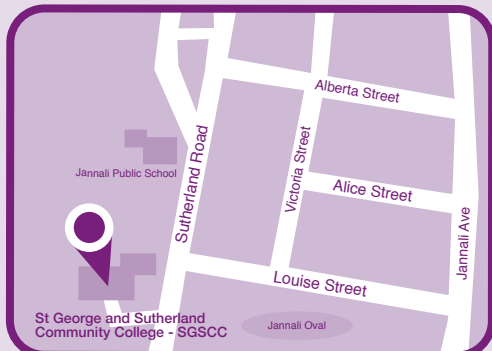 Alberta Street
Jannali Public School
Sutherland Road
Victoria Street
Alice Street
Jannali Ave
Louise Street
St George and Sutherland
Community College - SGSCC
Jannali Oval